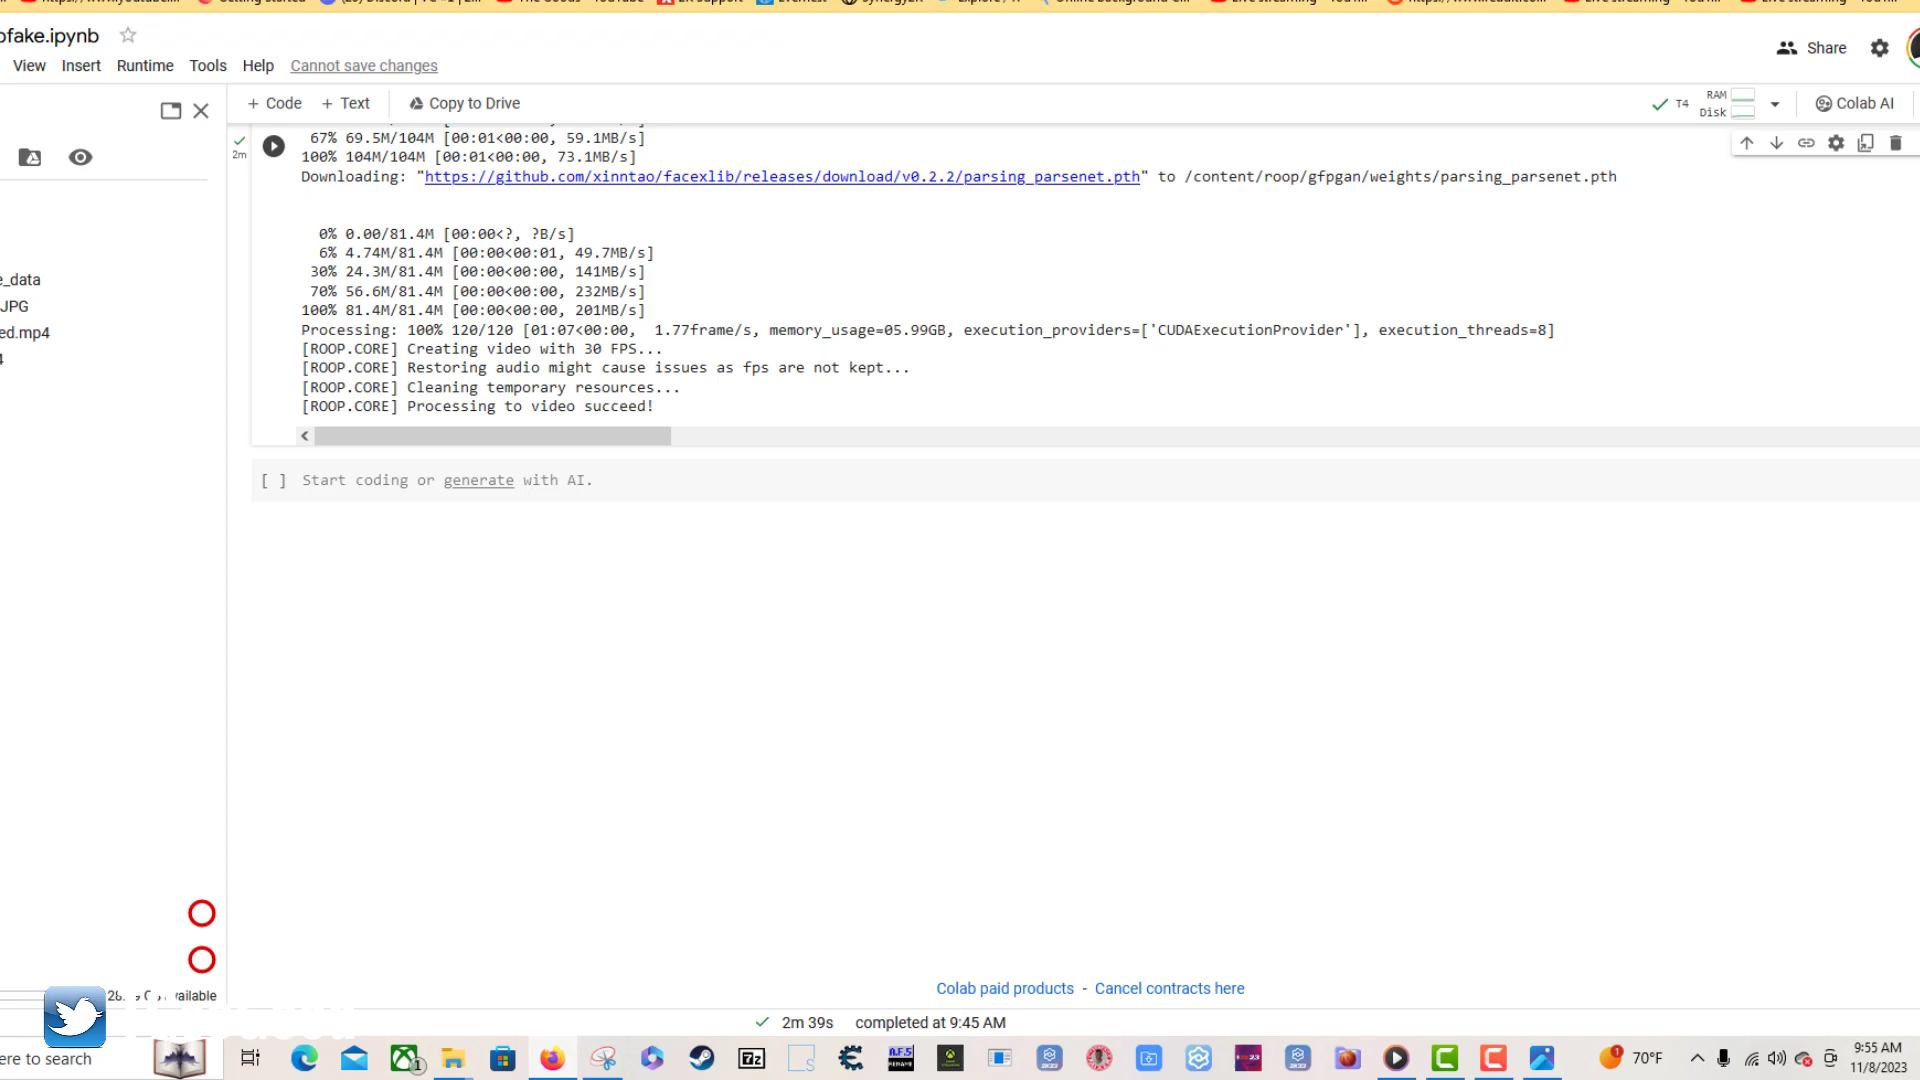 ofake.ipynb
View Insert Runtime Tools Help Cannot save changes
Share
+ Code + Text Copy to Drive
T4 RAM Disk
Colab AI
67% 69.5M/104M [00:01<00:00, 59.1MB/s]
2m
100% 104M/104M [00:01<00:00, 73.1MB/s]
Downloading: "https://github.com/xinntao/facexlib/releases/download/v0.2.2/parsing_parsenet.pth" to /content/roop/gfpgan/weights/parsing_parsenet.pth
0% 0.00/81.4M [00:00<?, ?B/s]
6% 4.74M/81.4M [00:00<00:01, 49.7MB/s]
30% 24.3M/81.4M [00:00<00:00, 141MB/s]
70% 56.6M/81.4M [00:00<00:00, 232MB/s]
100% 81.4M/81.4M [00:00<00:00, 201MB/s]
Processing: 100% 120/120 [01:07<00:00, 1.77frame/s, memory_usage=05.99GB, execution_providers=['CUDAExecutionProvider'], execution_threads=8]
[ROOP.CORE] Creating video with 30 FPS...
[ROOP.CORE] Restoring audio might cause issues as fps are not kept...
[ROOP.CORE] Cleaning temporary resources...
[ROOP.CORE] Processing to video succeed!
e_data
JPG
ed.mp4
[ ] Start coding or generate with AI.
Colab paid products - Cancel contracts here
2m 39s completed at 9:45 AM
ere to search
7z
70°F
9:55 AM
11/8/2023